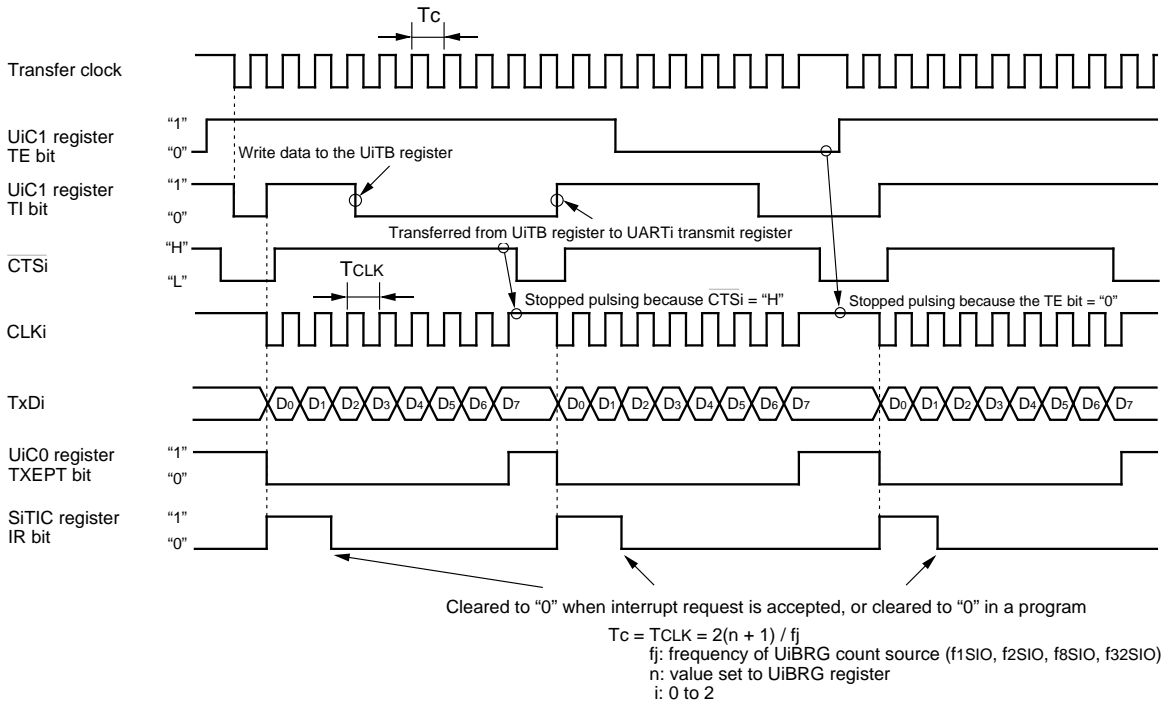 Tc
Transfer clock
UiC1 register
TE bit
“1”
“0”
Write data to the UiTB register
UiC1 register
TI bit
“1”
“0”
Transferred from UiTB register to UARTi transmit register
CTSi
“H”
“L”
TCLK
Stopped pulsing because CTSi = “H”
Stopped pulsing because the TE bit = “0”
CLKi
TxDi
D0 D1 D2 D3 D4 D5 D6 D7 D0 D1 D2 D3 D4 D5 D6 D7 D0 D1 D2 D3 D4 D5 D6 D7
UiC0 register
TXEPT bit
“1”
“0”
SiTIC register
IR bit
“1”
“0”
Cleared to “0” when interrupt request is accepted, or cleared to “0” in a program
Tc = TCLK = 2(n + 1) / fj
fj: frequency of UiBRG count source (f1SIO, f2SIO, f8SIO, f32SIO)
n: value set to UiBRG register
i: 0 to 2